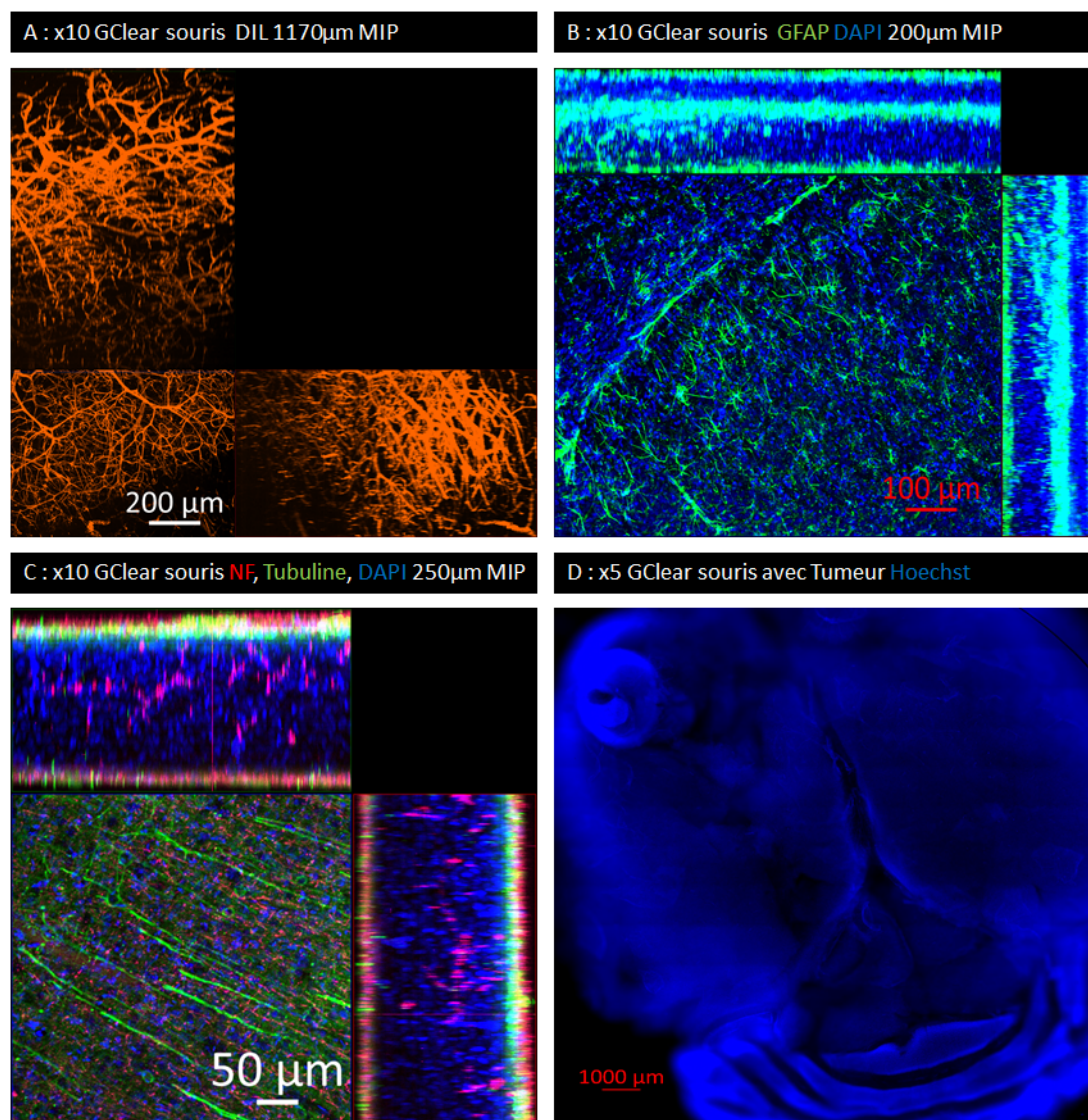 A : x10 GClear souris DIL 1170µm MIP
B : x10 GClear souris GFAP DAPI 200µm MIP
200 µm
100 µm
C : x10 GClear souris NF, Tubuline, DAPI 250µm MIP
D : x5 GClear souris avec Tumeur Hoechst
50 µm
1000 µm